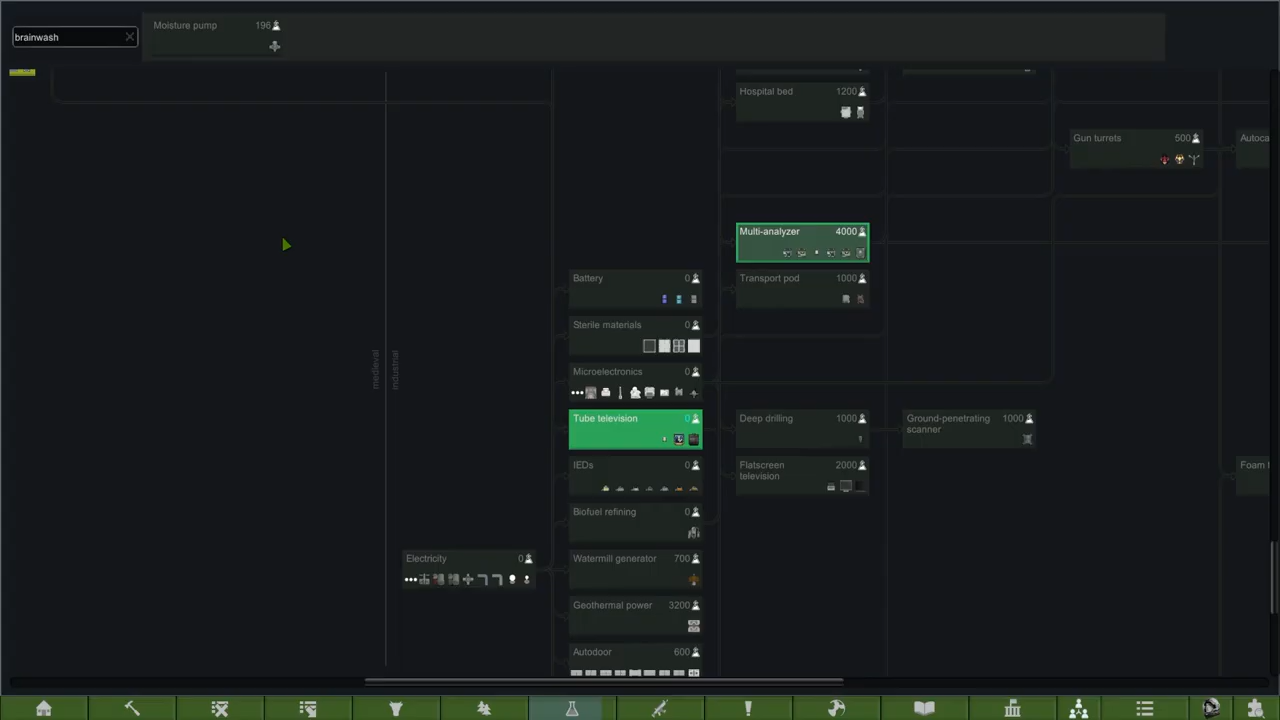 brainwash
Moisture pump 196
Hospital bed 1200
Gun turrets 500
Autoca
Multi-analyzer 4000
Battery 0
Transport pod 1000
Sterile materials 0
medieval
industrial
Microelectronics 0
Tube television 0
Deep drilling 1000
Ground-penetrating 1000
scanner
IEDs 0
Flatscreen 2000
television
Foam t
Biofuel refining 0
Electricity 0
Watermill generator 700
Geothermal power 3200
Autodoor 600